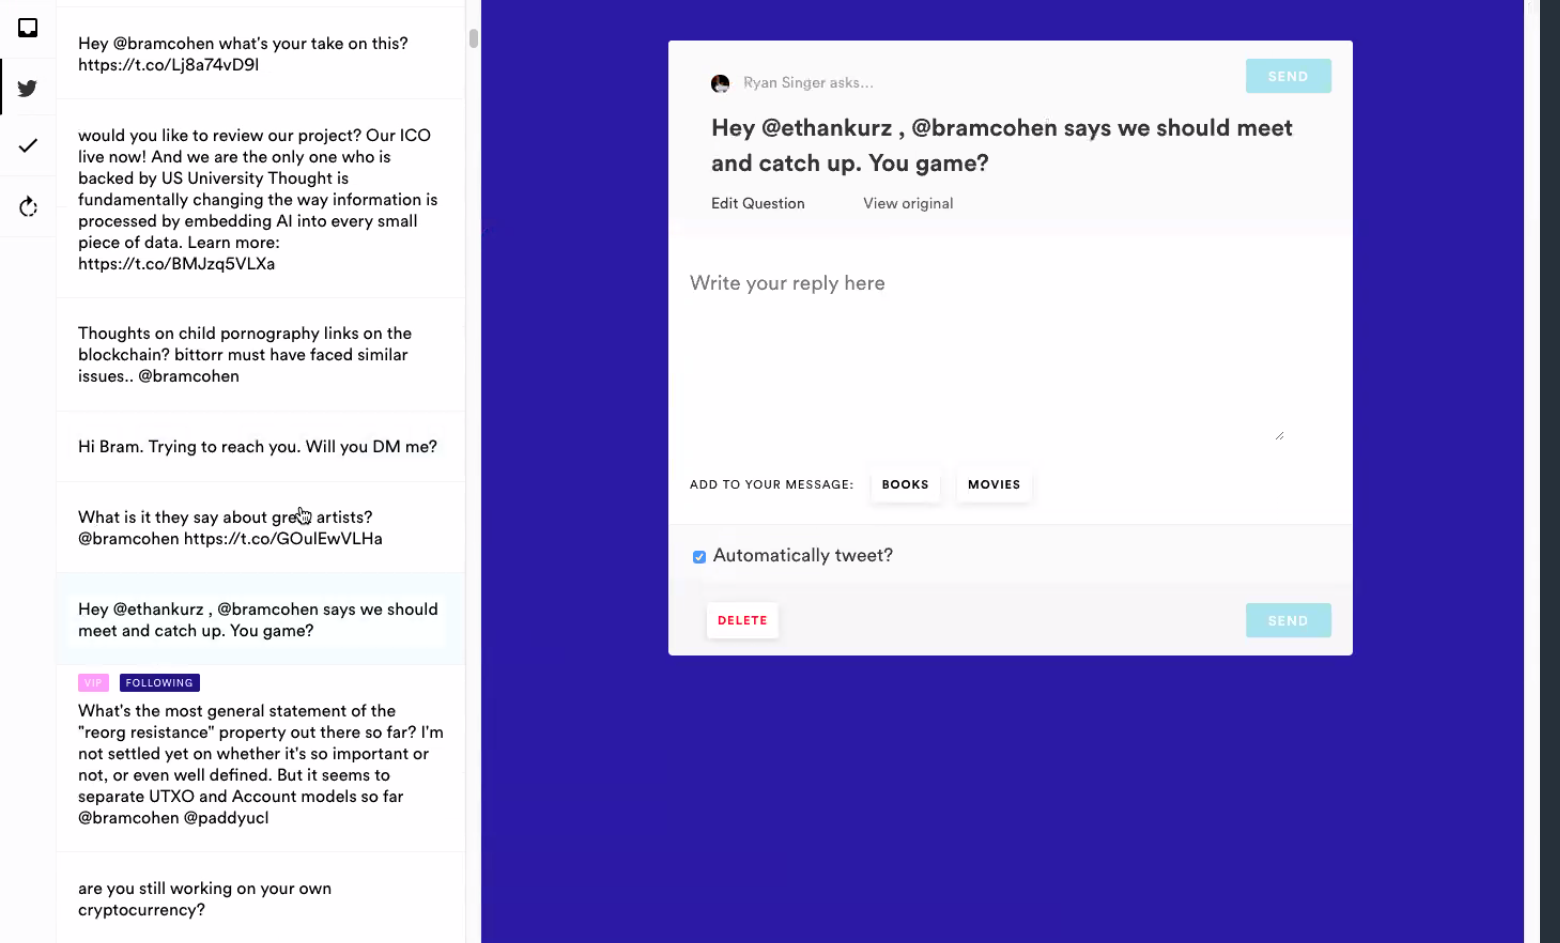 Hey @bramcohen what's your take on this?
https://t.co/Lj8a74vD9l
would you like to review our project? Our ICO
live now! And we are the only one who is
backed by US University Thought is
fundamentally changing the way information is
processed by embedding AI into every small
piece of data. Learn more:
https://t.co/BMJzq5VLXa
Thoughts on child pornography links on the
blockchain? bittorr must have faced similar
issues.. @bramcohen
Hi Bram. Trying to reach you. Will you DM me?
What is it they say about great artists?
@bramcohen https://t.co/GOulEwVLHa
Hey @ethankurz , @bramcohen says we should
meet and catch up. You game?
VIP FOLLOWING
What's the most general statement of the
"reorg resistance" property out there so far? I'm
not settled yet on whether it's so important or
not, or even well defined. But it seems to
separate UTXO and Account models so far
@bramcohen @paddyucl
are you still working on your own
cryptocurrency?
Ryan Singer asks...
SEND
Hey @ethankurz , @bramcohen says we should meet
and catch up. You game?
Edit Question View original
Write your reply here
ADD TO YOUR MESSAGE: BOOKS MOVIES
Automatically tweet?
DELETE SEND